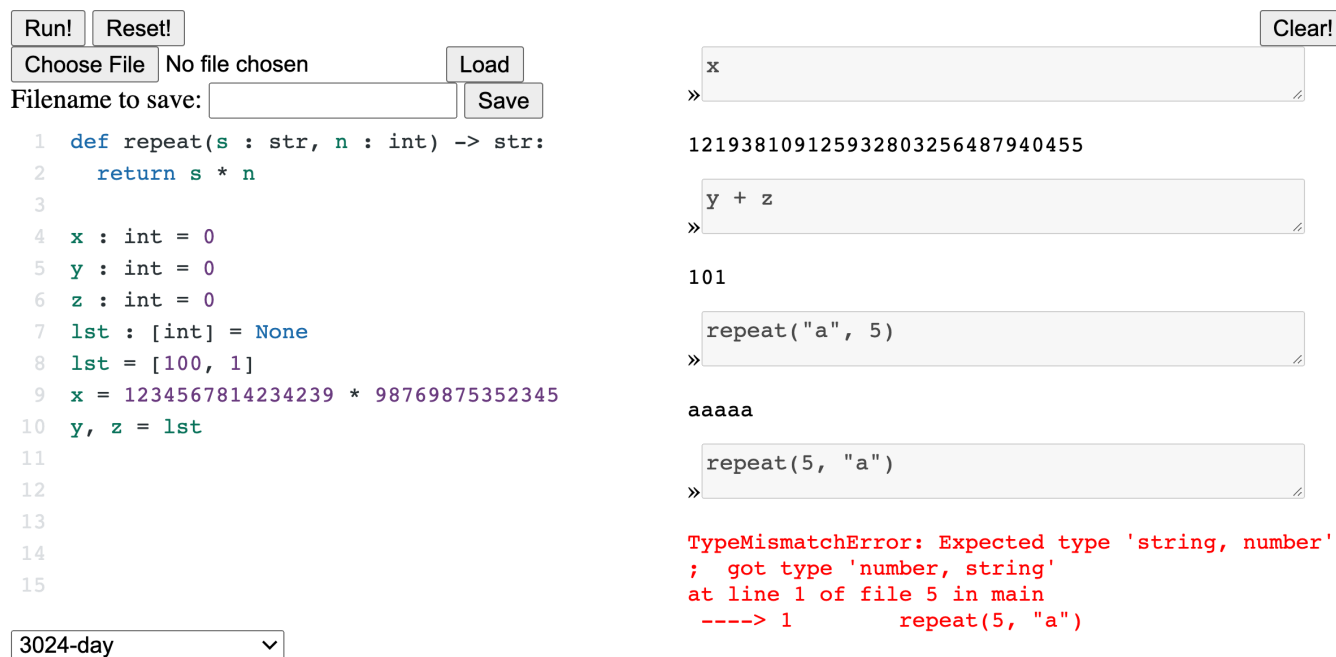 Run! Reset!
Choose File No file chosen Load
Filename to save: Save
1 def repeat(s : str, n : int) -> str:
2   return s * n
3
4 x : int = 0
5 y : int = 0
6 z : int = 0
7 lst : [int] = None
8 lst = [100, 1]
9 x = 1234567814234239 * 98769875352345
10 y, z = lst
11
12
13
14
15
3024-day
Clear!
x
»
121938109125932803256487940455
y + z
»
101
repeat("a", 5)
»
aaaaa
repeat(5, "a")
»
TypeMismatchError: Expected type 'string, number'
;  got type 'number, string'
at line 1 of file 5 in main
 ----> 1        repeat(5, "a")